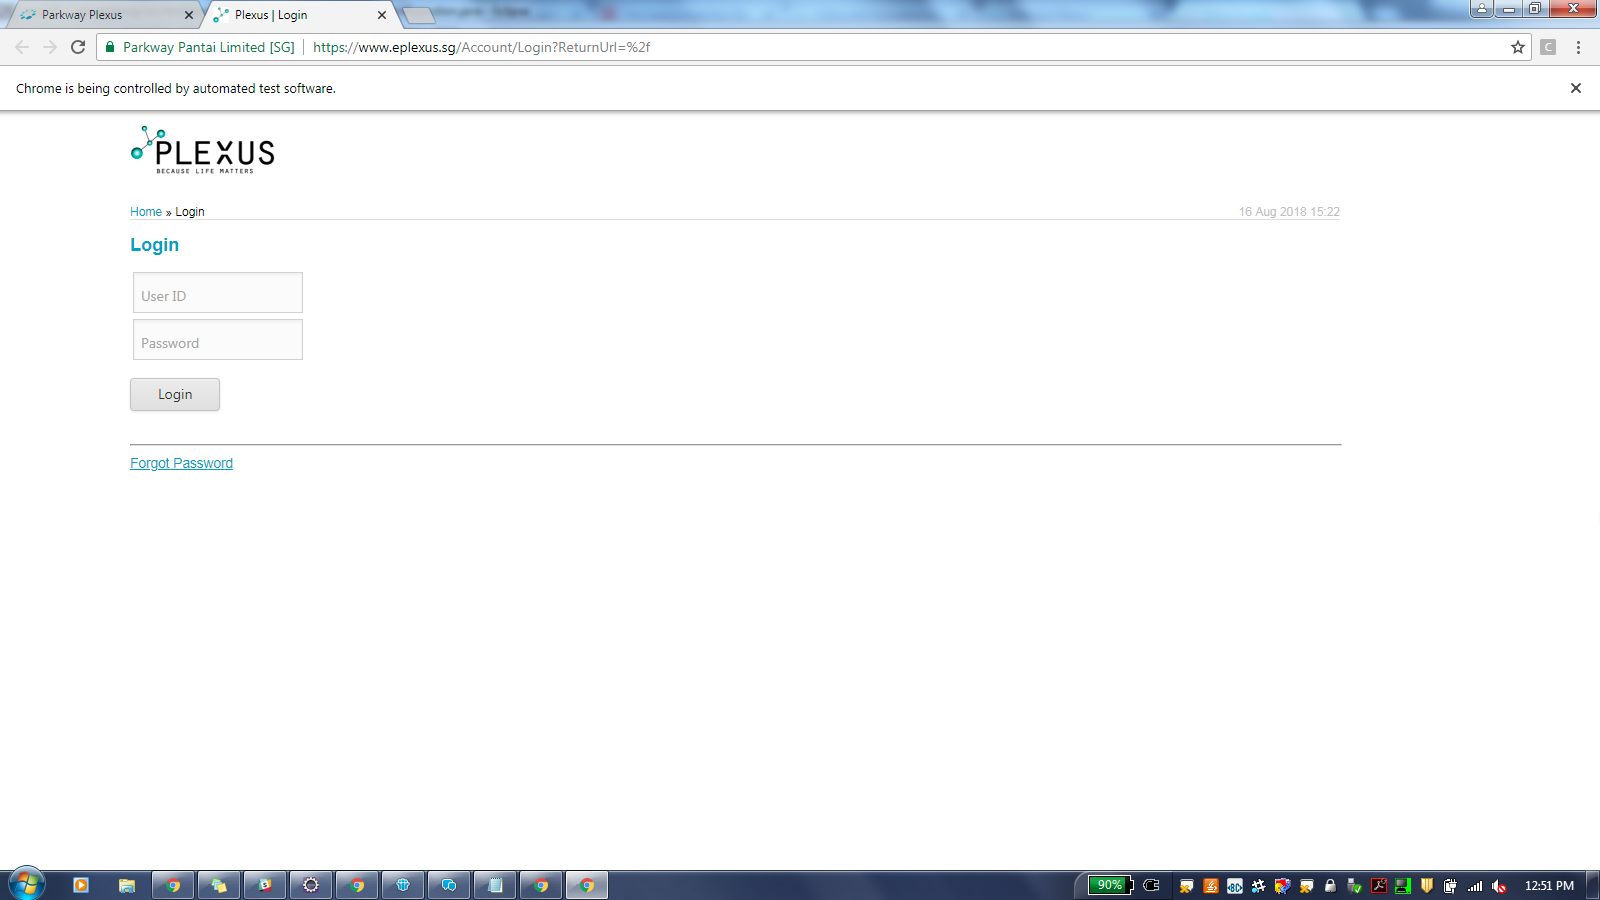 Parkway Plexus
Plexus | Login
Parkway Pantai Limited [SG]
https://www.eplexus.sg/Account/Login?ReturnUrl=%2f
C
Chrome is being controlled by automated test software.
PLEXUS
BECAUSE LIFE MATTERS
Home » Login
16 Aug 2018 15:22
Login
User ID
Password
Login
Forgot Password
90%
12:51 PM